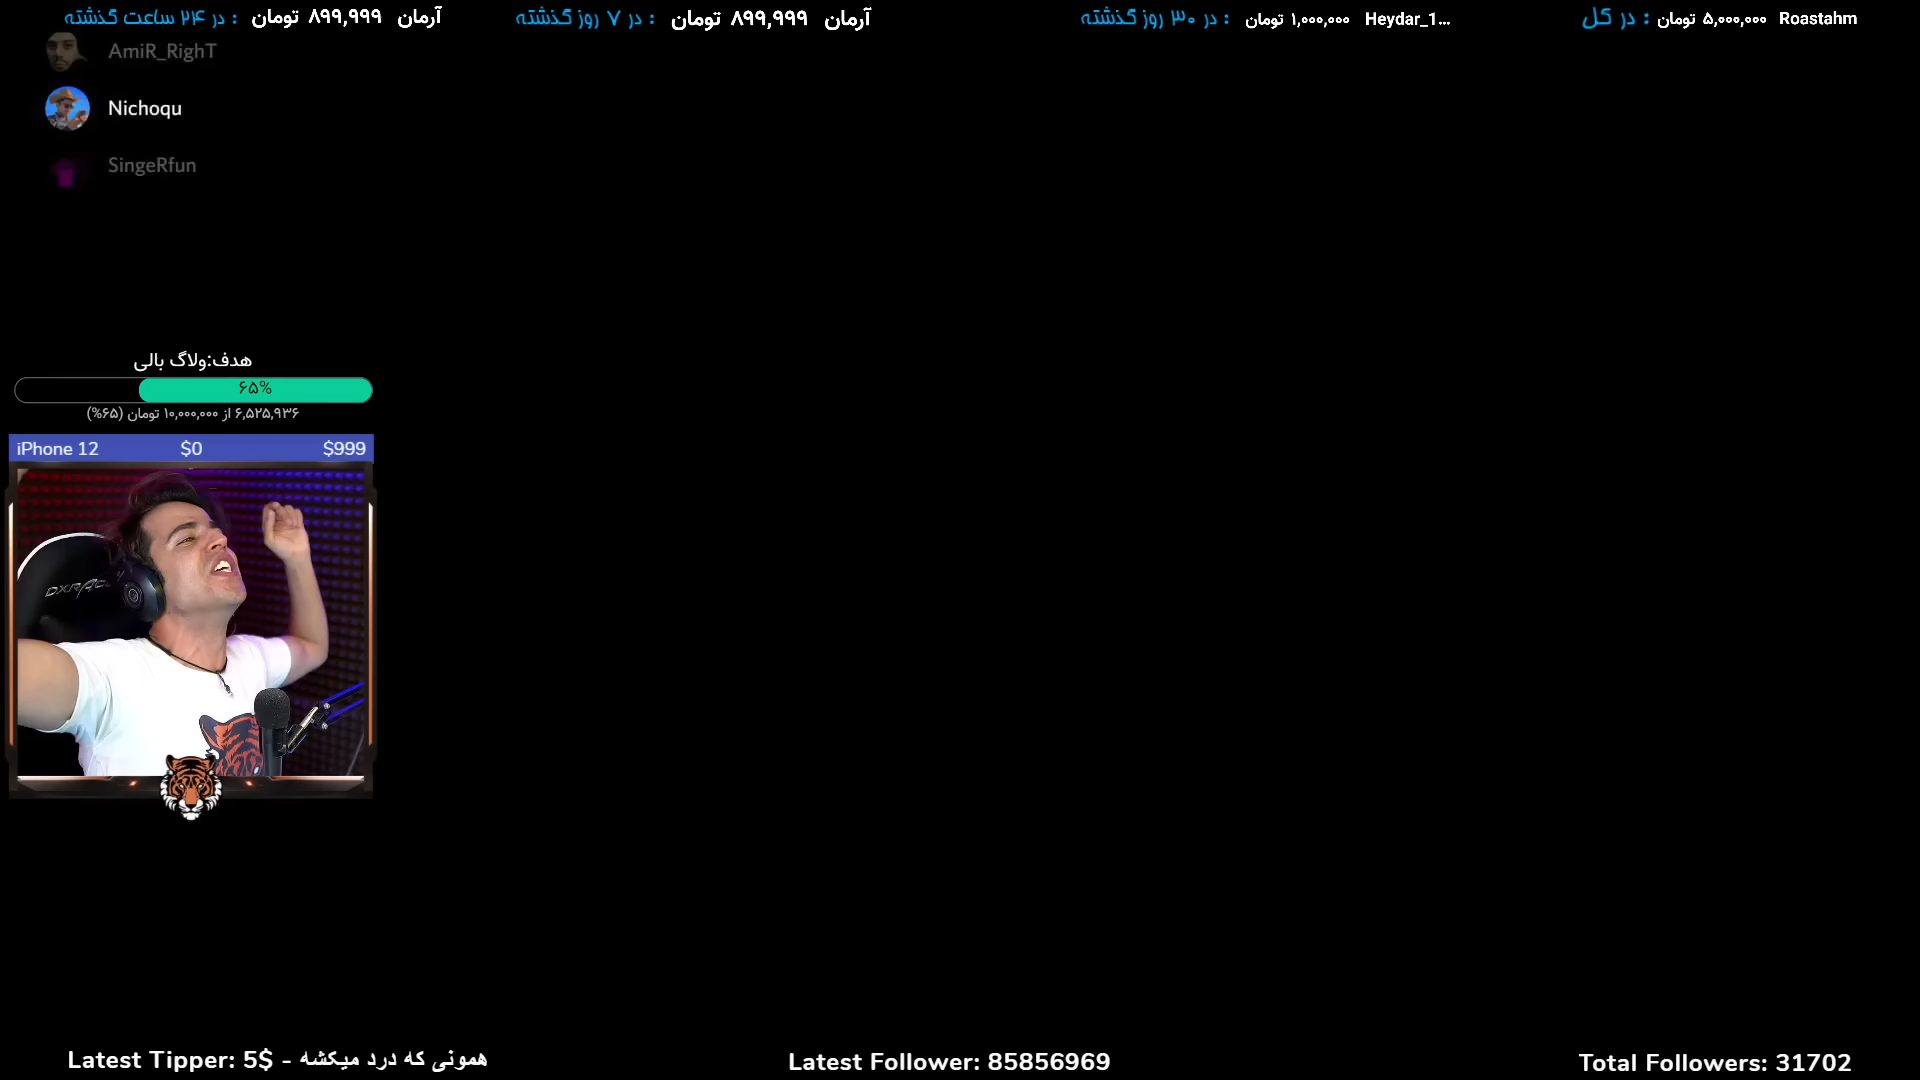 در ۲۴ ساعت گذشته : آرمان ۸۹۹,۹۹۹ تومان
در ۷ روز گذشته : آرمان ۸۹۹,۹۹۹ تومان
در ۳۰ روز گذشته : Heydar_1... ۱,۰۰۰,۰۰۰ تومان
در کل : Roastahm ۵,۰۰۰,۰۰۰ تومان
AmiR_RighT
Nichoqu
SingeRfun
هدف:ولاگ بالی
۶۵%
۶,۵۲۵,۹۳۶ از ۱۰,۰۰۰,۰۰۰ تومان (۶۵%)
iPhone 12 $0 $999
DXRAC
Latest Tipper: 5$ - همونی که درد میکشه
Latest Follower: 85856969
Total Followers: 31702